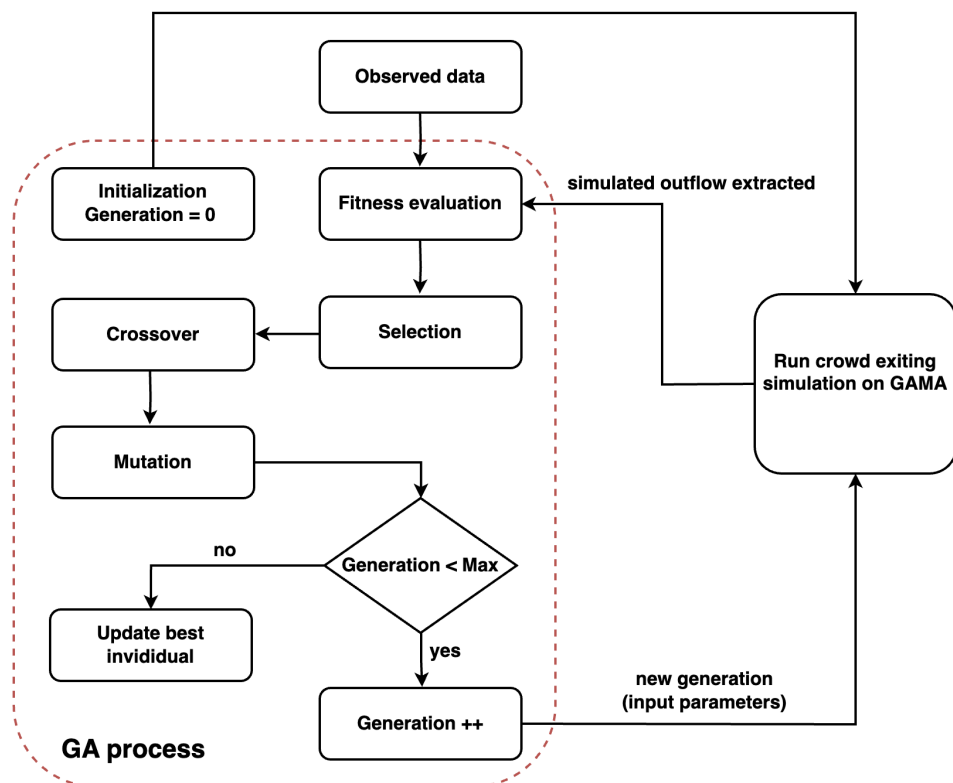 Observed data
Initialization
Generation = 0
Fitness evaluation
simulated outflow extracted
Crossover
Selection
Run crowd exiting
simulation on GAMA
Mutation
no
Generation < Max
Update best
invididual
yes
new generation
(input parameters)
Generation ++
GA process